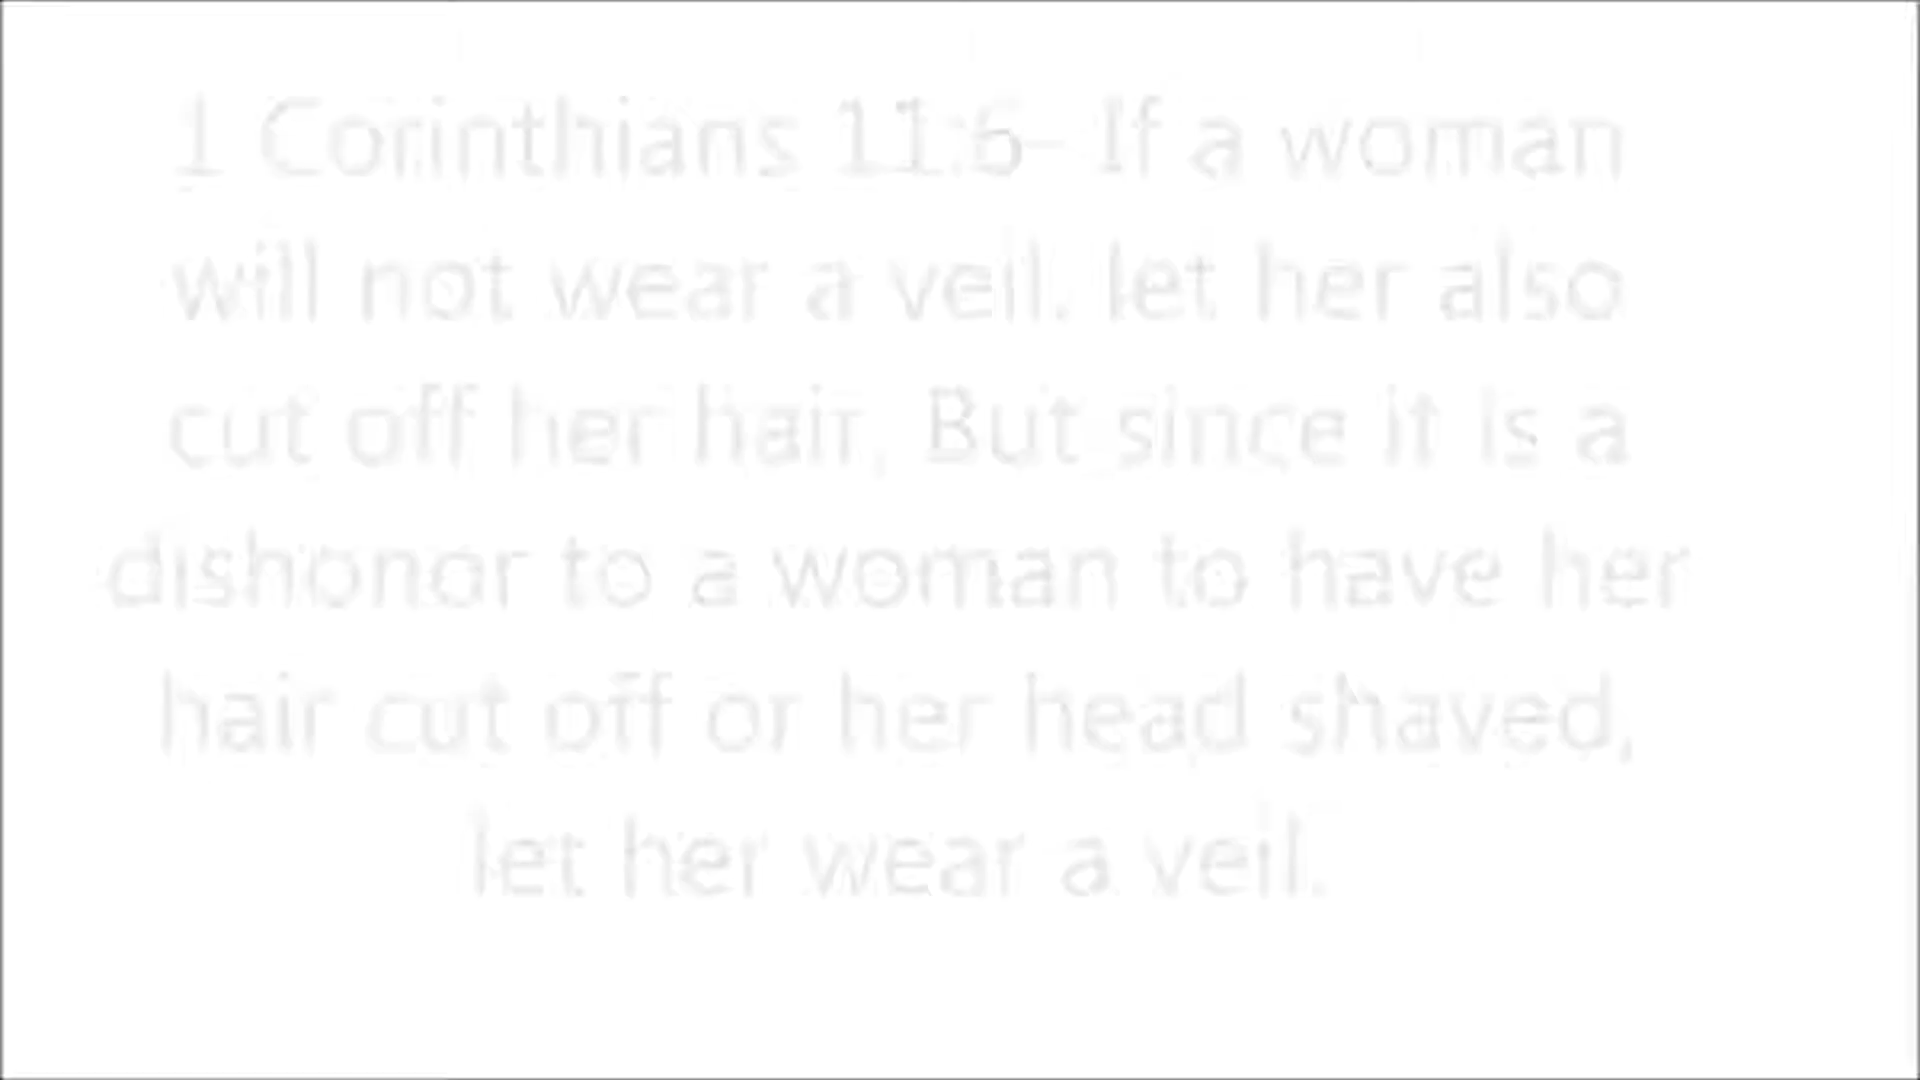 1 Corinthians 11:6- If a woman
will not wear a veil. let her also
cut off her hair, But since it is a
dishonor to a woman to have her
hair cut off or her head shaved,
let her wear a veil.